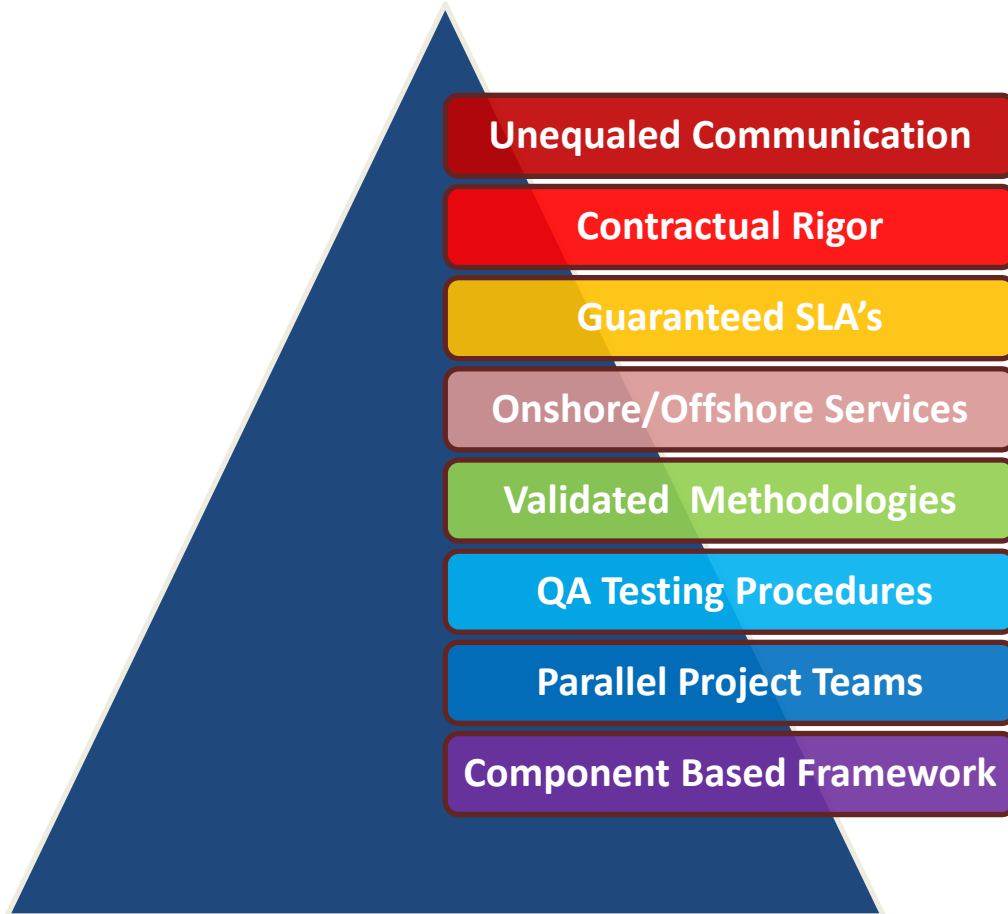 Unequaled Communication
Contractual Rigor
Guaranteed SLA’s
Onshore/Offshore Services
Validated  Methodologies
QA Testing Procedures
Parallel Project Teams
Component Based Framework